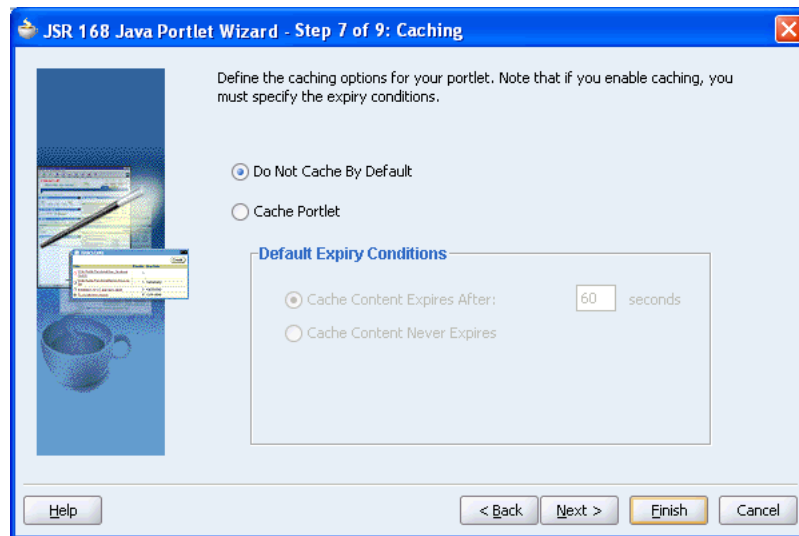 JSR 168 Java Portlet Wizard - Step 7 of 9: Caching
Define the caching options for your portlet. Note that if you enable caching, you
must specify the expiry conditions.
Do Not Cache By Default
Cache Portlet
Default Expiry Conditions
Cache Content Expires After: 60 seconds
Cache Content Never Expires
Help < Back Next > Finish Cancel